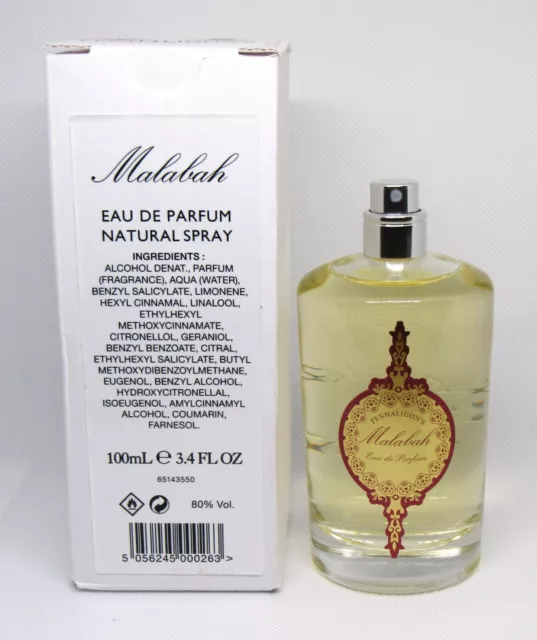 Malabah
EAU DE PARFUM
NATURAL SPRAY
INGREDIENTS :
ALCOHOL DENAT., PARFUM
(FRAGRANCE), AQUA (WATER),
BENZYL SALICYLATE, LIMONENE,
HEXYL CINNAMAL, LINALOOL,
ETHYLHEXYL
METHOXYCINNAMATE,
CITRONELLOL, GERANIOL,
BENZYL BENZOATE, CITRAL,
ETHYLHEXYL SALICYLATE, BUTYL
METHOXYDIBENZOYLMETHANE,
EUGENOL, BENZYL ALCOHOL,
HYDROXYCITRONELLAL,
ISOEUGENOL, AMYLCINNAMYL
ALCOHOL, COUMARIN,
FARNESOL.
100mL ℮ 3.4 FL OZ
65143550
80% Vol.
5 056245 000263 >
PENHALIGON'S
Malabah
Eau de Parfum